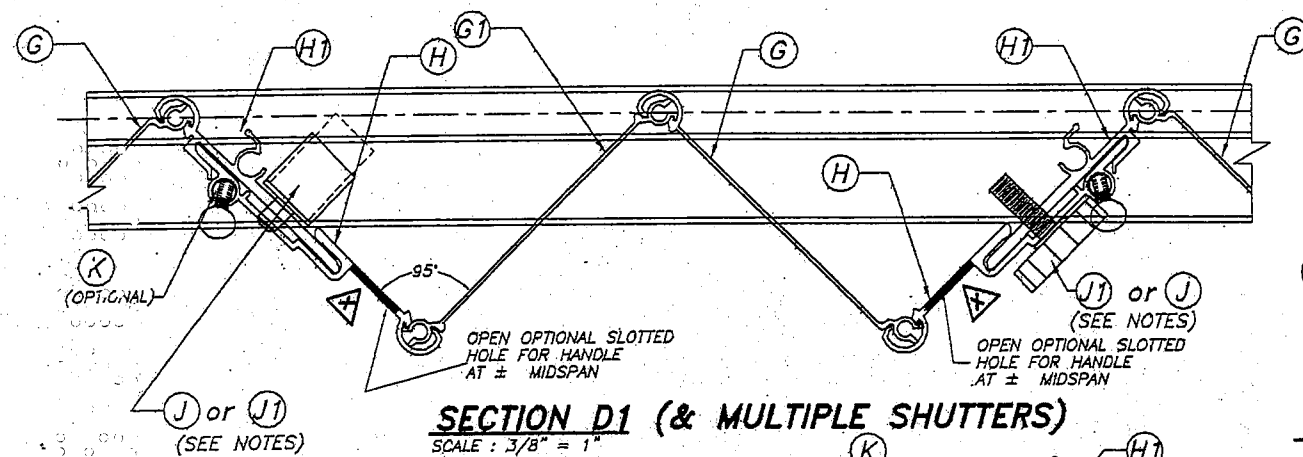 G
H1
H
G1
G
H1
G
H
K
(OPTIONAL)
95°
X
X
J1 or J
(SEE NOTES)
OPEN OPTIONAL SLOTTED
HOLE FOR HANDLE
AT ± MIDSPAN
OPEN OPTIONAL SLOTTED
HOLE FOR HANDLE
AT ± MIDSPAN
J or J1
(SEE NOTES)
SECTION D1 (& MULTIPLE SHUTTERS)
SCALE : 3/8" = 1"
K
H1